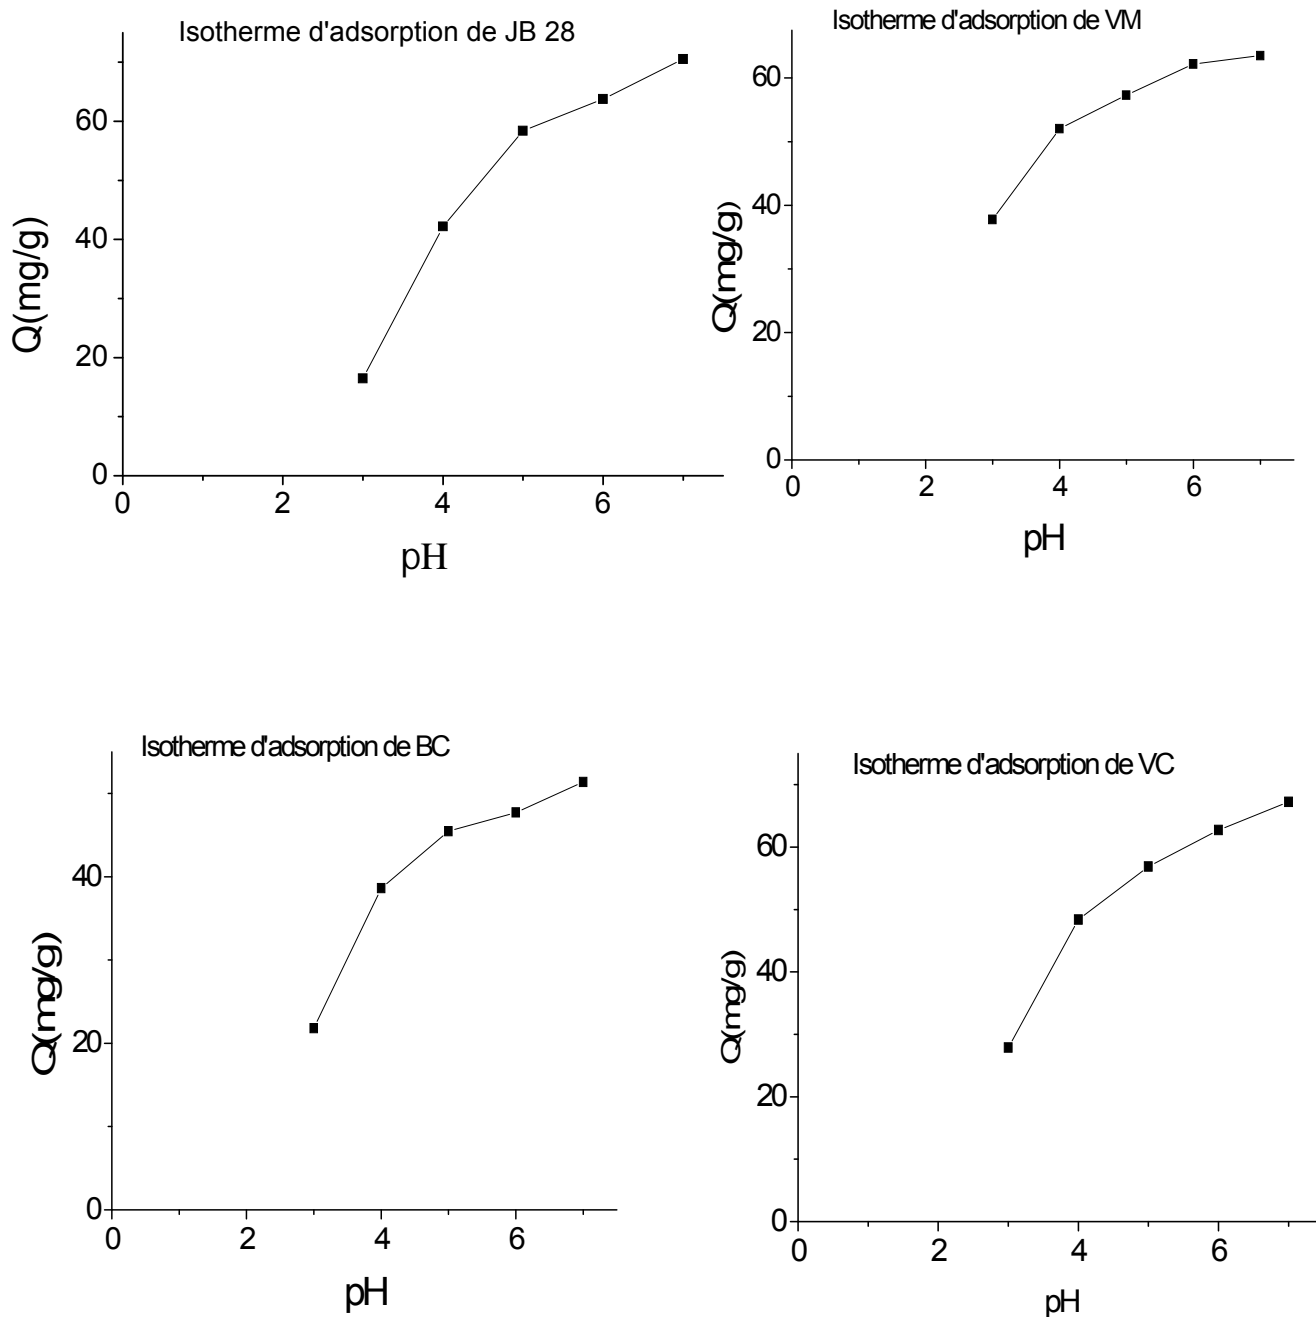 Isotherme d'adsorption de JB 28
60
40
20
0
Q(mg/g)
0 2 4 6
pH
Isotherme d'adsorption de VM
60
40
20
0
Q(mg/g)
0 2 4 6
pH
Isotherme d'adsorption de BC
40
20
0
Q(mg/g)
0 2 4 6
pH
Isotherme d'adsorption de VC
60
40
20
0
Q(mg/g)
0 2 4 6
pH